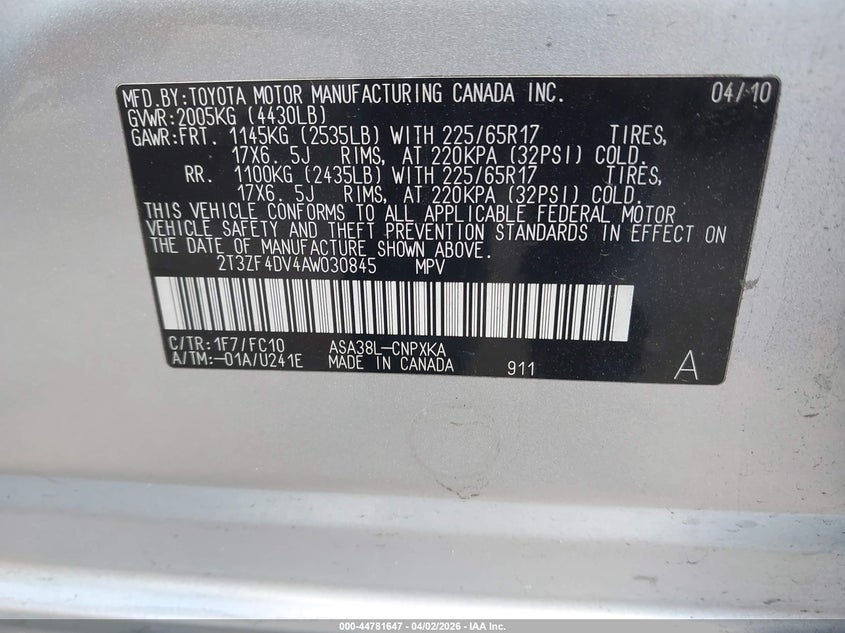 MFD.BY:TOYOTA MOTOR MANUFACTURING CANADA INC. 04/10
GVWR:2005KG (4430LB)
GAWR:FRT. 1145KG (2535LB) WITH 225/65R17 TIRES,
17X6. 5J RIMS, AT 220KPA (32PSI) COLD.
RR. 1100KG (2435LB) WITH 225/65R17 TIRES,
17X6. 5J RIMS, AT 220KPA (32PSI) COLD.
THIS VEHICLE CONFORMS TO ALL APPLICABLE FEDERAL MOTOR
VEHICLE SAFETY AND THEFT PREVENTION STANDARDS IN EFFECT ON
THE DATE OF MANUFACTURE SHOWN ABOVE.
2T3ZF4DV4AW030845 MPV
C/TR:1F7/FC10 ASA38L-CNPXKA
A/TM:-01A/U241E MADE IN CANADA 911 A
000-44781647 - 04/02/2026 - IAA Inc.